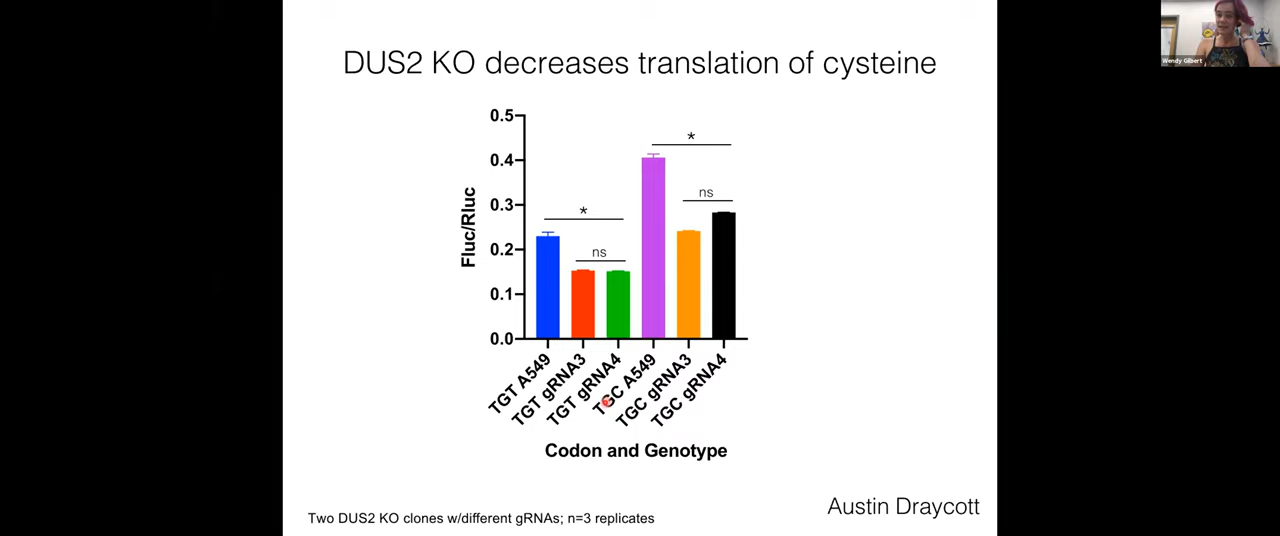 DUS2 KO decreases translation of cysteine
Wendy Gilbert
0.5
0.4
0.3
0.2
0.1
0.0
Fluc/Rluc
*
ns
*
ns
TGT A549
TGT gRNA3
TGT gRNA4
TGC A549
TGC gRNA3
TGC gRNA4
Codon and Genotype
Austin Draycott
Two DUS2 KO clones w/different gRNAs; n=3 replicates